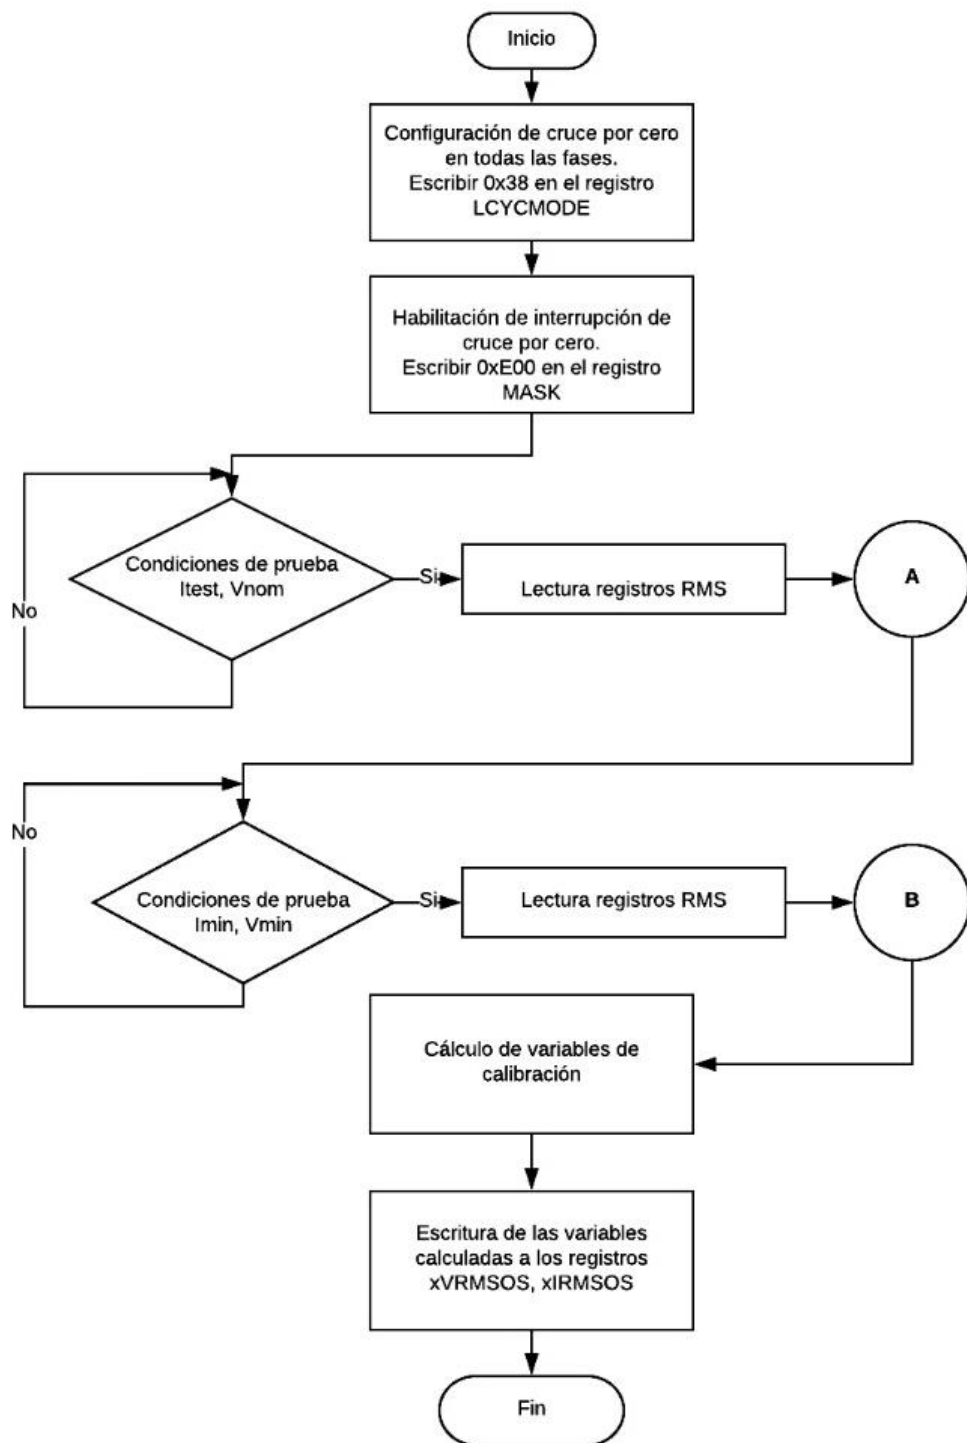 Inicio
Configuración de cruce por cero
en todas las fases.
Escribir 0x38 en el registro
LCYCMODE
Habilitación de interrupción de
cruce por cero.
Escribir 0xE00 en el registro
MASK
Condiciones de prueba
Itest, Vnom
Si
Lectura registros RMS
A
No
Condiciones de prueba
Imin, Vmin
Si
Lectura registros RMS
B
No
Cálculo de variables de
calibración
Escritura de las variables
calculadas a los registros
xVRMSOS, xIRMSOS
Fin